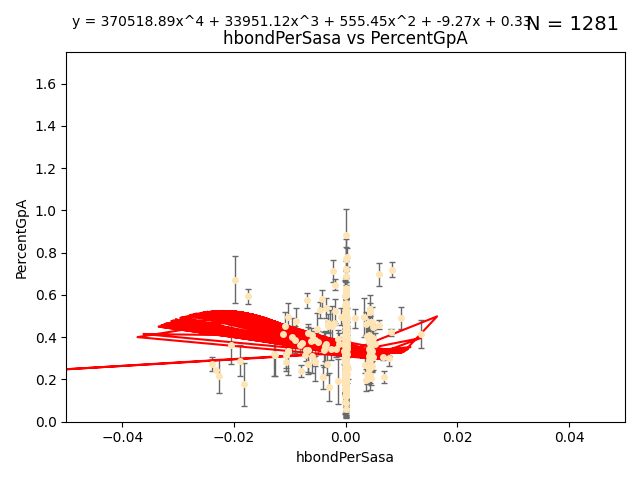 y = 370518.89x^4 + 33951.12x^3 + 555.45x^2 + -9.27x + 0.33
N = 1281
hbondPerSasa vs PercentGpA
PercentGpA
1.6
1.4
1.2
1.0
0.8
0.6
0.4
0.2
0.0
−0.04 −0.02 0.00 0.02 0.04
hbondPerSasa